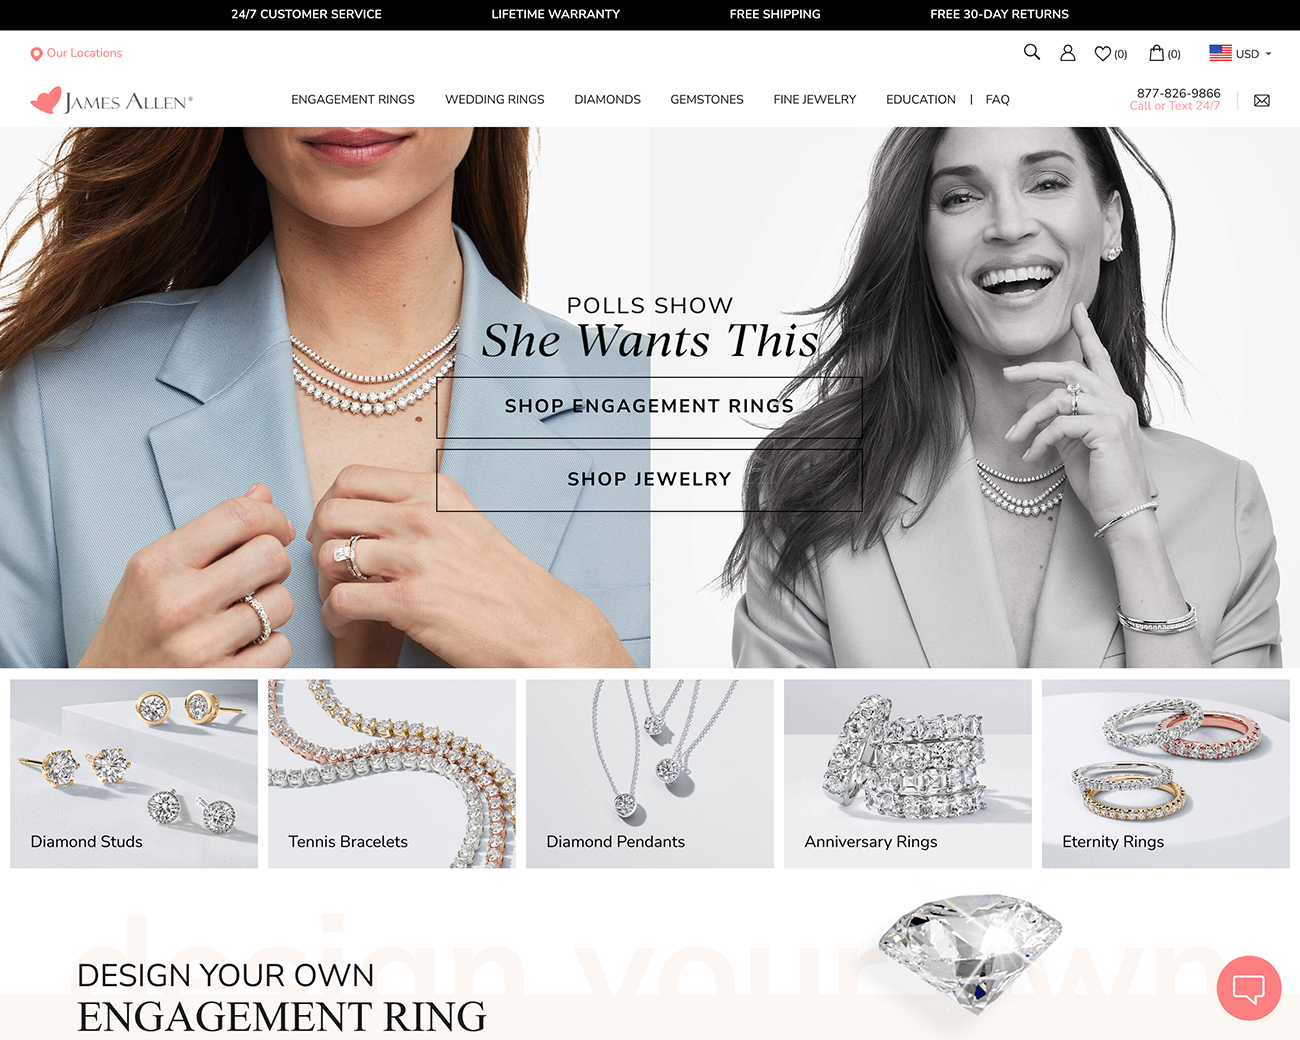 24/7 CUSTOMER SERVICE
LIFETIME WARRANTY
FREE SHIPPING
FREE 30-DAY RETURNS
Our Locations
(0)
(0)
USD
JAMES ALLEN®
ENGAGEMENT RINGS
WEDDING RINGS
DIAMONDS
GEMSTONES
FINE JEWELRY
EDUCATION | FAQ
877-826-9866
Call or Text 24/7
POLLS SHOW
She Wants This
SHOP ENGAGEMENT RINGS
SHOP JEWELRY
Diamond Studs
Tennis Bracelets
Diamond Pendants
Anniversary Rings
Eternity Rings
design your own
DESIGN YOUR OWN
ENGAGEMENT RING